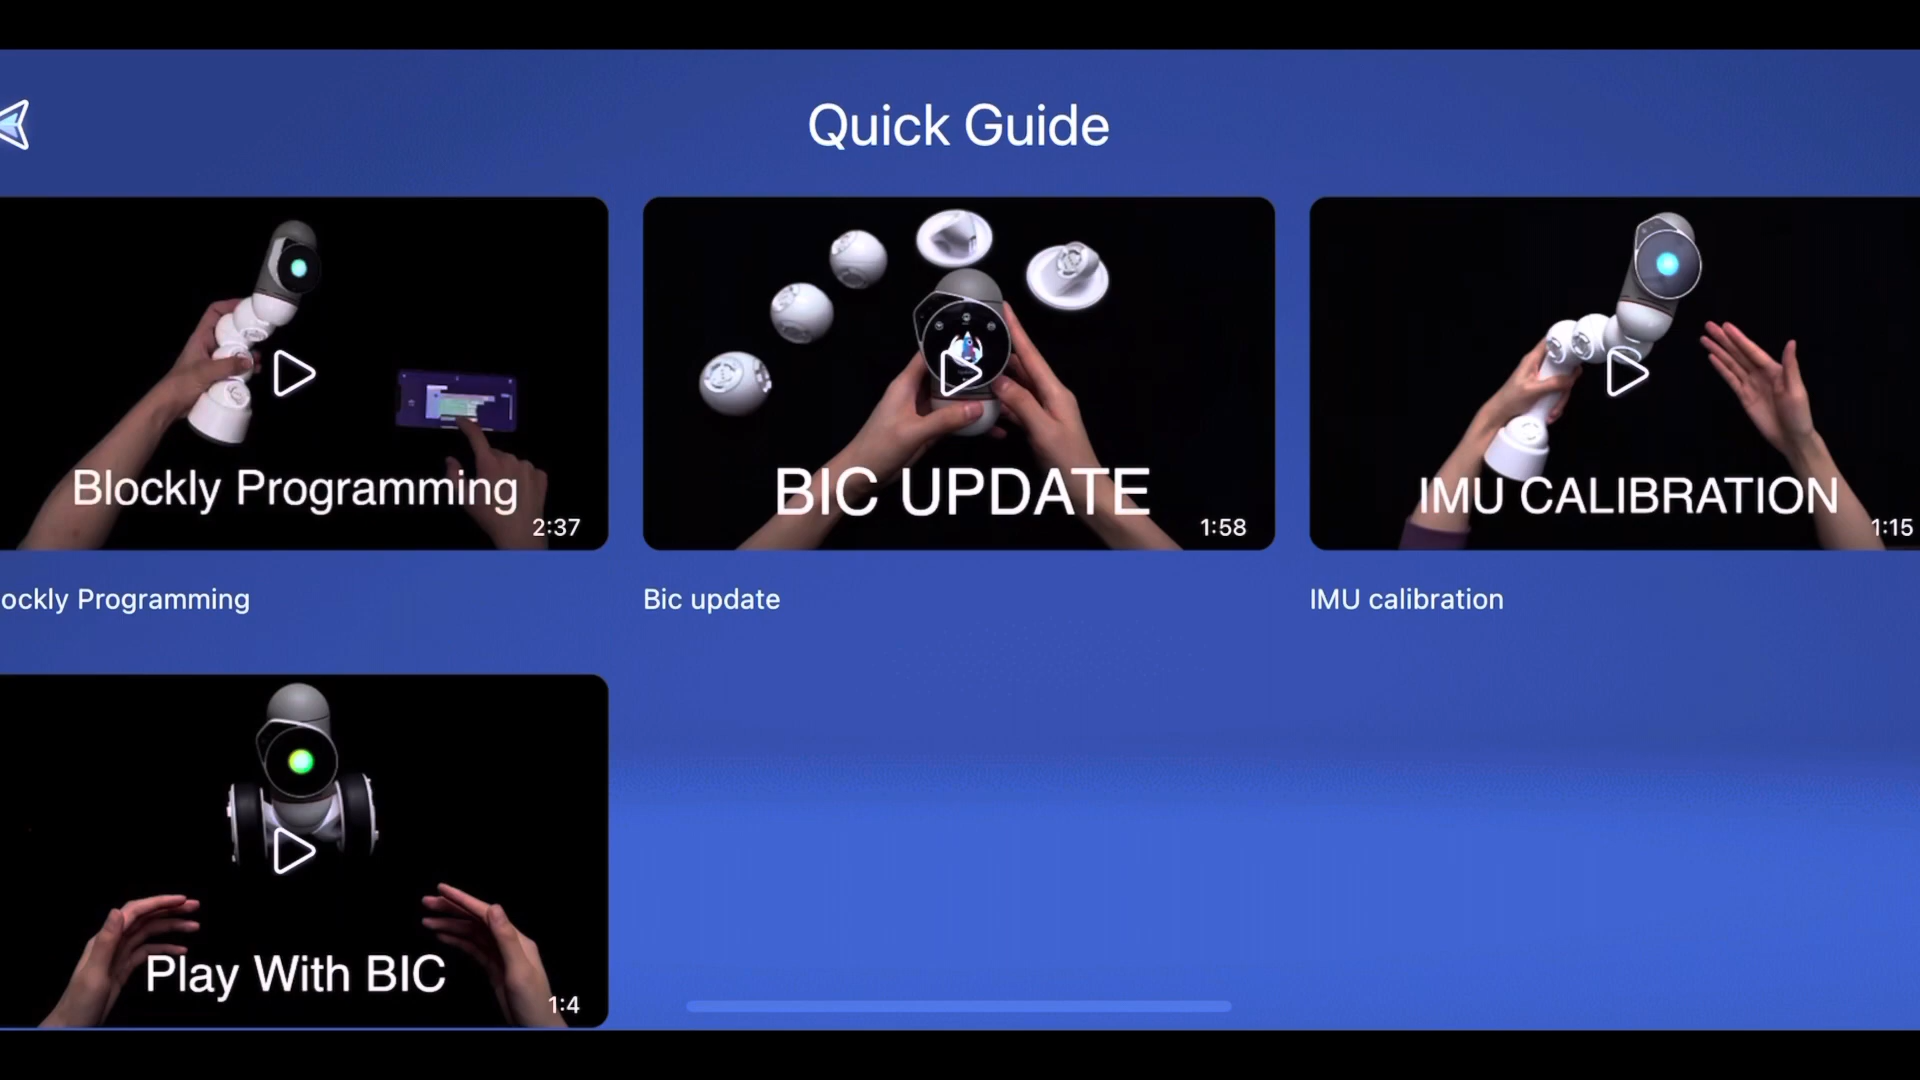 Quick Guide
Blockly Programming
2:37
BIC UPDATE
1:58
IMU CALIBRATION
1:15
ockly Programming
Bic update
IMU calibration
Play With BIC
1:4